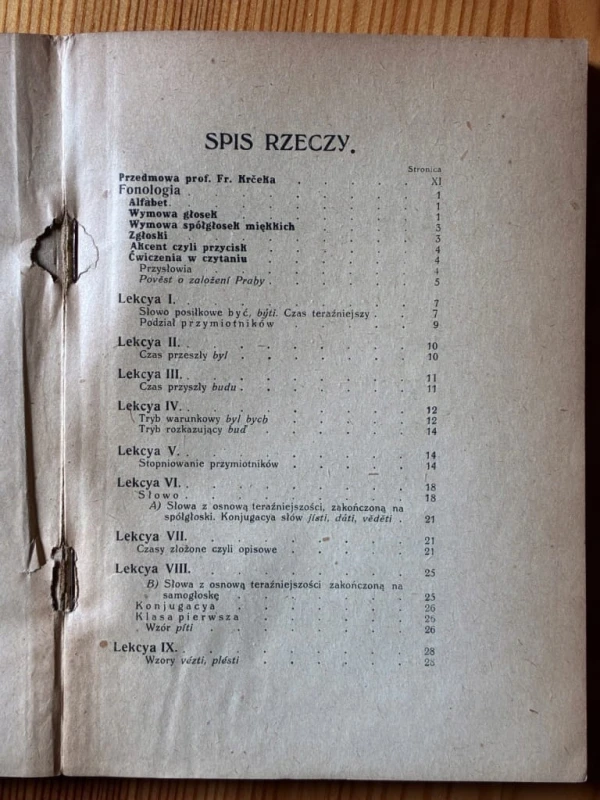 SPIS RZECZY.
Stronica
Przedmowa prof. Fr. Krčeka . . . . . XI
Fonologia . . . . . . . 1
Alfabet. . . . . . . . 1
Wymowa głosek . . . . . . 1
Wymowa spółgłosek miękkich . . . . 3
Zgłoski . . . . . . . 3
Akcent czyli przycisk . . . . . 4
Ćwiczenia w czytaniu . . . . . 4
Przysłowia . . . . . . . 4
Povést o založení Prahy . . . . . 5
Lekcya I. . . . . . . . 7
Słowo posiłkowe być, býti. Czas teraźniejszy . . 7
Podział przymiotników . . 9
Lekcya II. . . . . . . . 10
Czas przeszły byl . . . . . . 10
Lekcya III. . . . . . . . 11
Czas przyszły budu . . . . . . 11
Lekcya IV. . . . . . . . 12
Tryb warunkowy byl bych . . . . . 12
Tryb rozkazujący buď . . . . . 14
Lekcya V. . . . . . . . 14
Stopniowanie przymiotników . . . . 14
Lekcya VI. . . . . . . . 18
Słowo . . . . . . . . 18
A) Słowa z osnową teraźniejszości, zakończoną na
spółgłoski. Konjugacya słów jísti, dáti, věděti . 21
Lekcya VII. . . . . . . . 21
Czasy złożone czyli opisowe . . . . 21
Lekcya VIII. . . . . . . . 25
B) Słowa z osnową teraźniejszości zakończoną na
samogłoskę . . . . . . 25
Konjugacya . . . . . . 26
Klasa pierwsza . . . . . . 26
Wzór píti . . . . . . . 26
Lekcya IX. . . . . . . . 28
Wzory vézti, plésti . . . . . 28